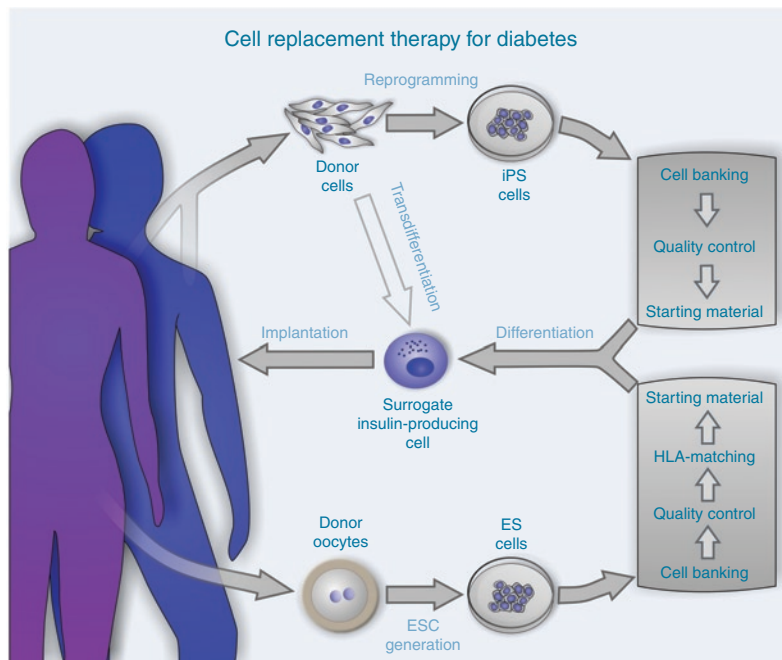 Cell replacement therapy for diabetes
Reprogramming
Donor
cells
iPS
cells
Transdifferentiation
Cell banking
Quality control
Starting material
Implantation
Differentiation
Surrogate
insulin-producing
cell
Starting material
HLA-matching
Quality control
Cell banking
Donor
oocytes
ES
cells
ESC
generation